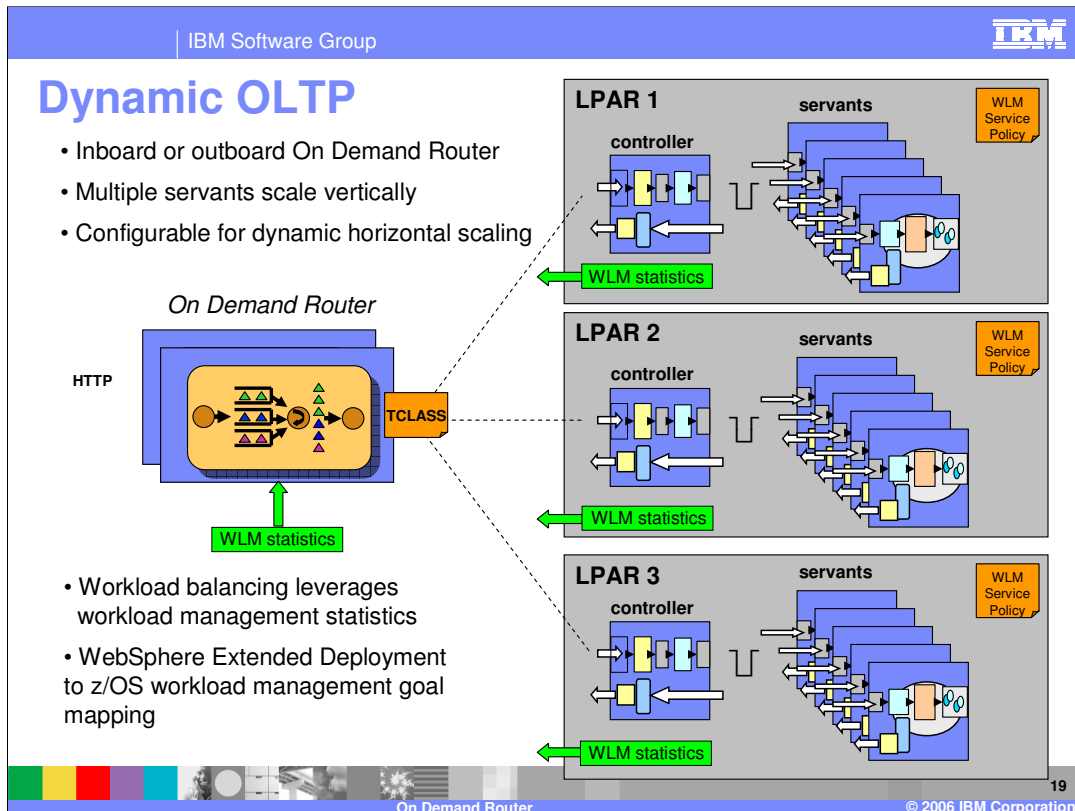 IBM Software Group
IBM
Dynamic OLTP
• Inboard or outboard On Demand Router
• Multiple servants scale vertically
• Configurable for dynamic horizontal scaling
On Demand Router
HTTP
TCLASS
WLM statistics
• Workload balancing leverages
workload management statistics
• WebSphere Extended Deployment
to z/OS workload management goal
mapping
LPAR 1
servants
controller
WLM
Service
Policy
WLM statistics
LPAR 2
servants
controller
WLM
Service
Policy
WLM statistics
LPAR 3
servants
controller
WLM
Service
Policy
WLM statistics
19
On Demand Router
© 2006 IBM Corporation